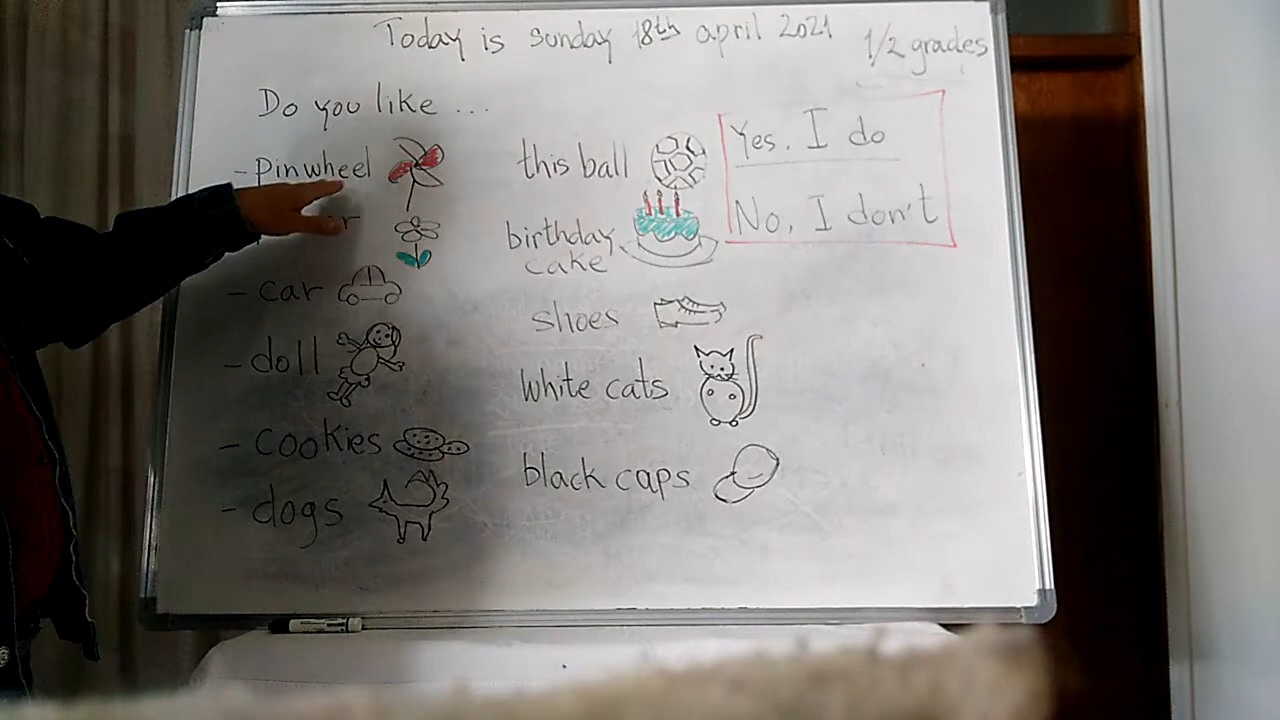 Today is Sunday 18th april 2021
1/2 grades
Do you like ...
- Pinwheel
- car
- doll
- cookies
- dogs
this ball
birthday
cake
shoes
white cats
black caps
Yes. I do
No, I don't